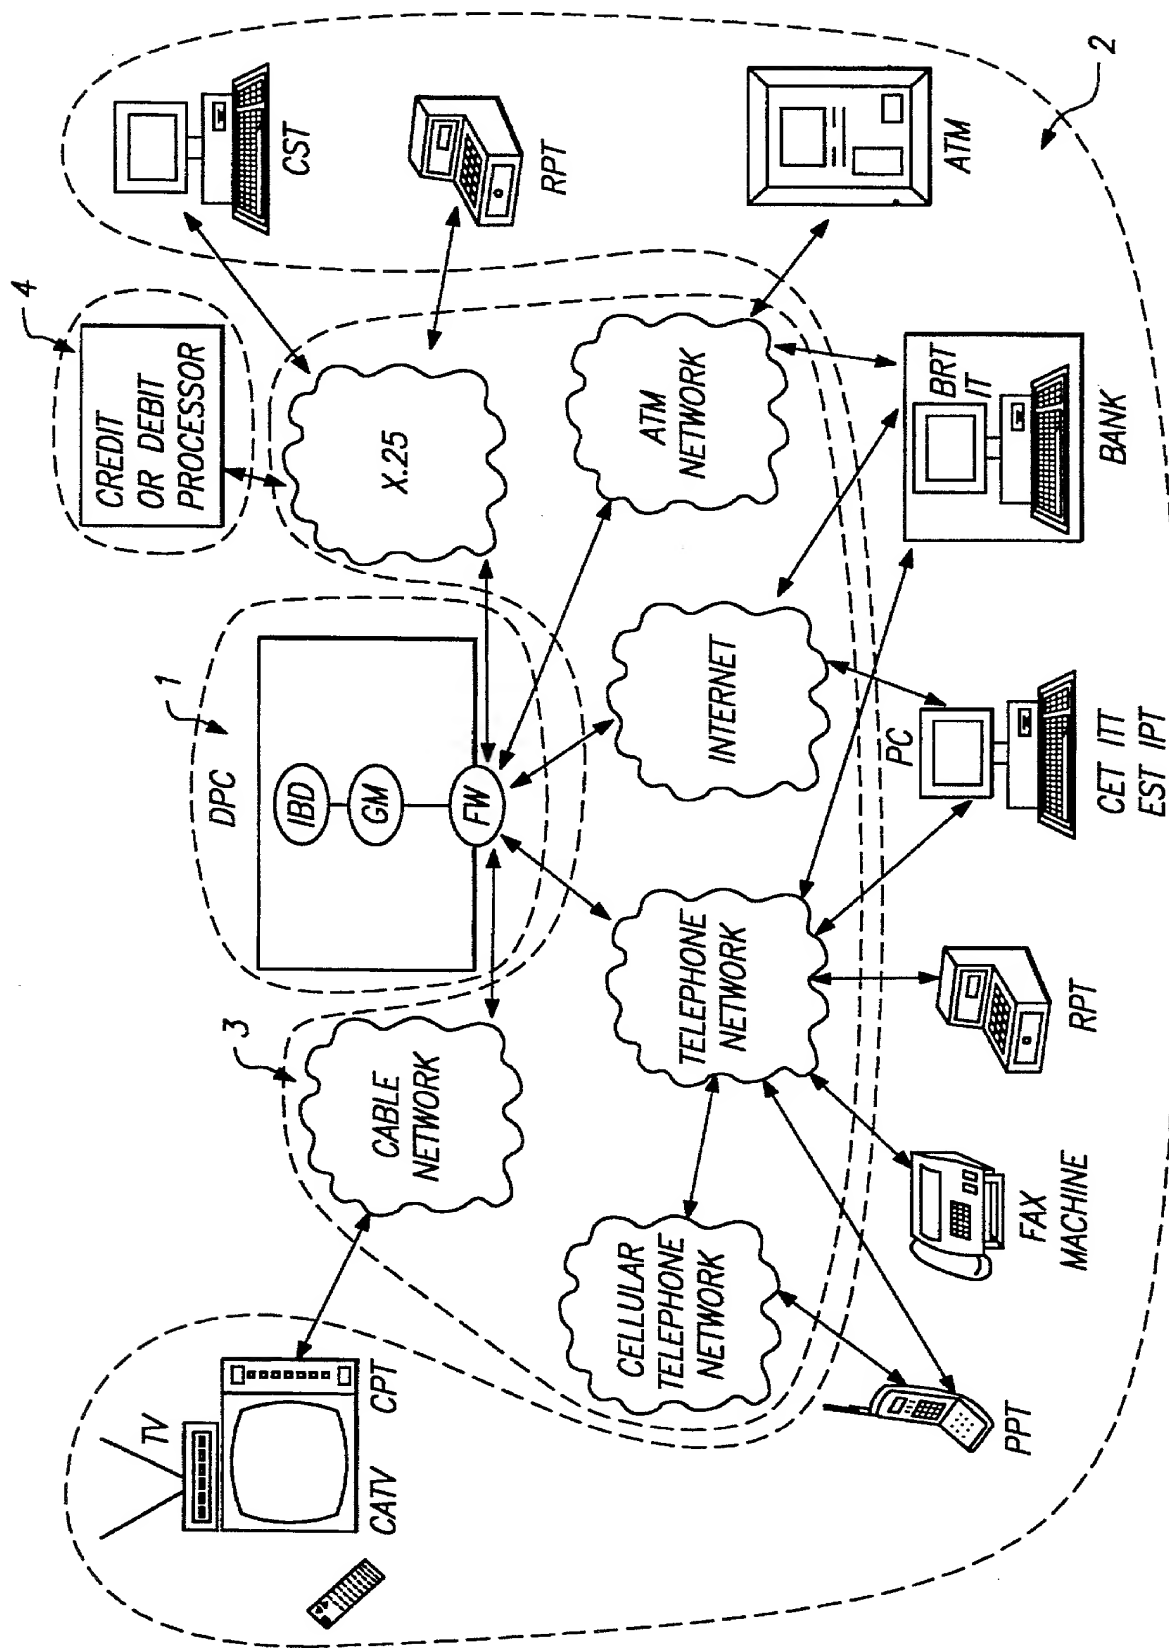 TV
CATV
CPT
3
CABLE
NETWORK
1
DPC
IBD
GM
FW
4
CREDIT
OR DEBIT
PROCESSOR
X.25
CST
RPT
CELLULAR
TELEPHONE
NETWORK
TELEPHONE
NETWORK
INTERNET
ATM
NETWORK
ATM
2
PPT
FAX
MACHINE
RPT
PC
CET ITT
EST IPT
BRT
IT
BANK